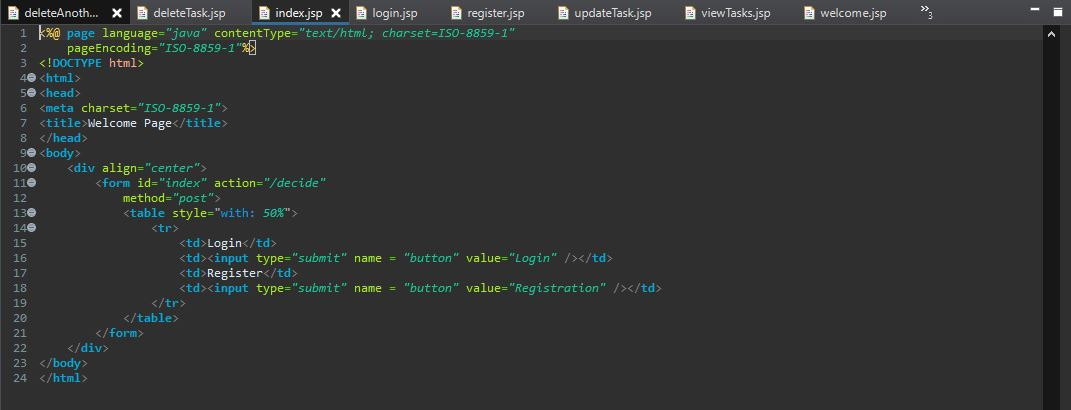 deleteAnoth... deleteTask.jsp index.jsp login.jsp register.jsp updateTask.jsp viewTasks.jsp welcome.jsp »3
1 <%@ page language="java" contentType="text/html; charset=ISO-8859-1"
2     pageEncoding="ISO-8859-1"%>
3 <!DOCTYPE html>
4 <html>
5 <head>
6 <meta charset="ISO-8859-1">
7 <title>Welcome Page</title>
8 </head>
9 <body>
10     <div align="center">
11         <form id="index" action="/decide"
12             method="post">
13             <table style="with: 50%">
14                 <tr>
15                     <td>Login</td>
16                     <td><input type="submit" name = "button" value="Login" /></td>
17                     <td>Register</td>
18                     <td><input type="submit" name = "button" value="Registration" /></td>
19                 </tr>
20             </table>
21         </form>
22     </div>
23 </body>
24 </html>